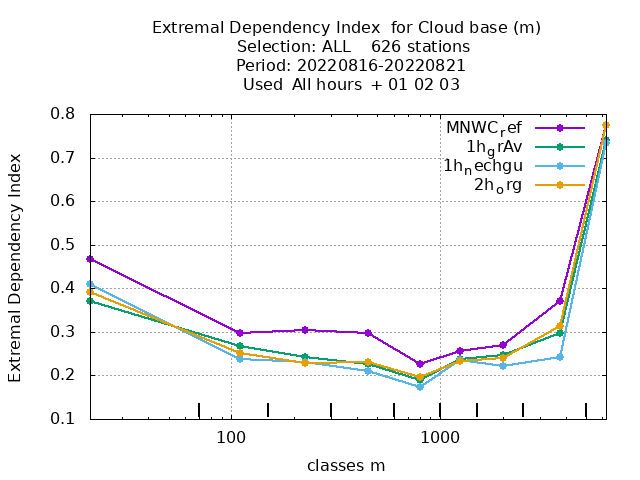 Extremal Dependency Index  for Cloud base (m)
Selection: ALL    626 stations
Period: 20220816-20220821
Used  All hours  + 01 02 03
Extremal Dependency Index
0.8
0.7
0.6
0.5
0.4
0.3
0.2
0.1
MNWC_ref
1h_grAv
1h_nechgu
2h_org
100
1000
classes m